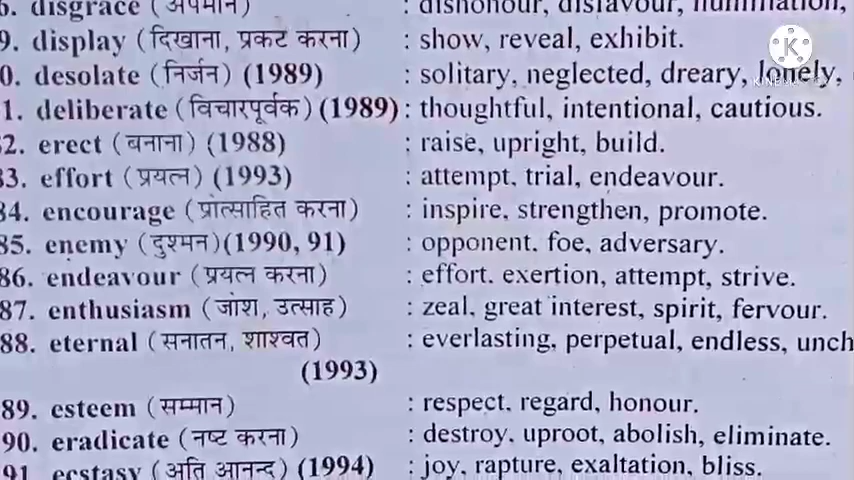 disgrace (अपमान) : dishonour, disfavour, humiliation,
9. display (दिखाना, प्रकट करना) : show, reveal, exhibit.
0. desolate (निर्जन) (1989) : solitary, neglected, dreary, lonely,
1. deliberate (विचारपूर्वक) (1989) : thoughtful, intentional, cautious.
32. erect (बनाना) (1988) : raise, upright, build.
83. effort (प्रयत्न) (1993) : attempt, trial, endeavour.
84. encourage (प्रोत्साहित करना) : inspire, strengthen, promote.
85. enemy (दुश्मन)(1990, 91) : opponent. foe, adversary.
86. endeavour (प्रयत्न करना) : effort. exertion, attempt, strive.
87. enthusiasm (जोश, उत्साह) : zeal, great interest, spirit, fervour.
88. eternal (सनातन, शाश्वत) : everlasting, perpetual, endless, unch
(1993)
89. esteem (सम्मान) : respect. regard, honour.
90. eradicate (नष्ट करना) : destroy, uproot, abolish, eliminate.
91. ecstasy (अति आनन्द) (1994) : joy, rapture, exaltation, bliss.